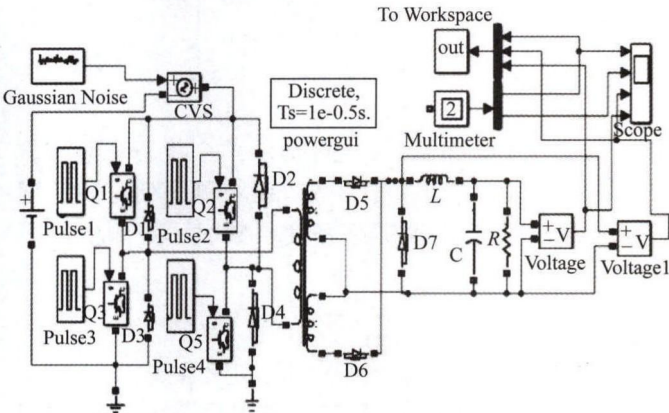 To Workspace
out
Gaussian Noise
CVS
Discrete,
Ts=1e-0.5s.
powergui
2
Multimeter
Scope
Pulse1
Q1
D1
Pulse2
Q2
D2
D5
L
D7
C
R
+
−V
Voltage
+
−V
Voltage1
Pulse3
Q3
D3
Pulse4
Q5
D4
D6